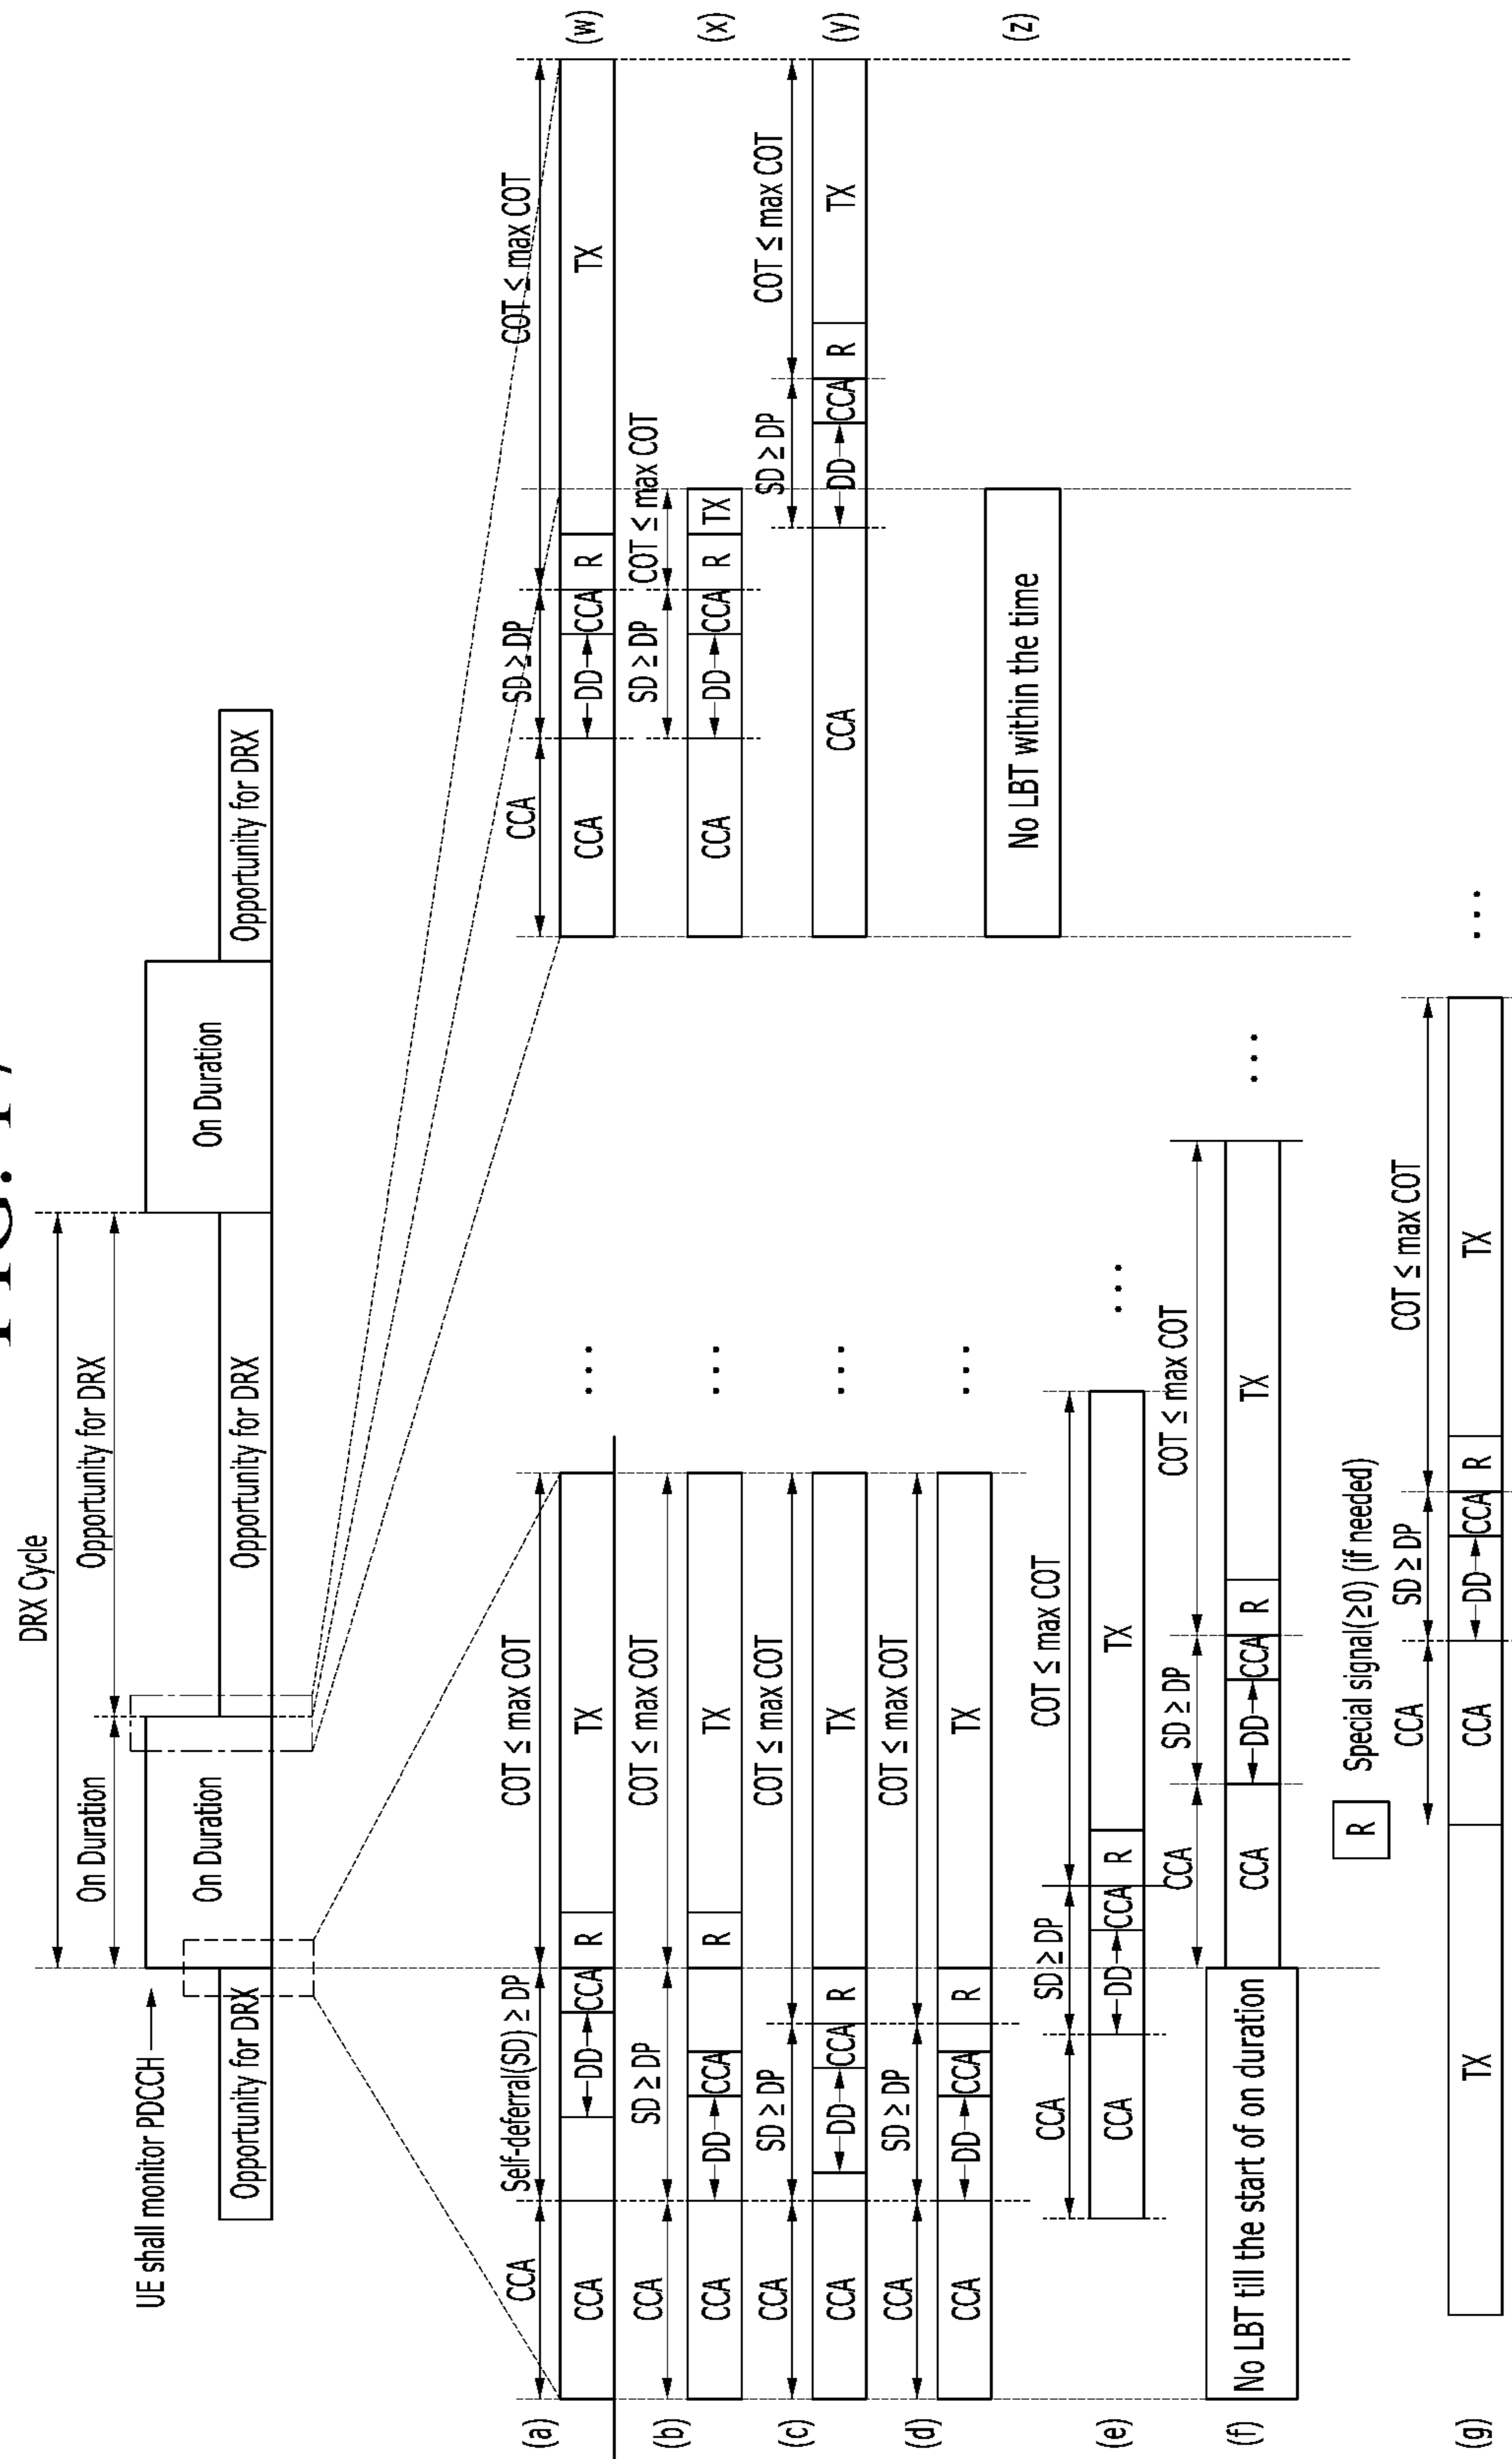 FIG. 17
DRX Cycle
On Duration
Opportunity for DRX
UE shall monitor PDCCH
Opportunity for DRX
On Duration
Opportunity for DRX
On Duration
Opportunity for DRX
(a)
CCA
Self-deferral(SD) ≥ DP
COT ≤ max COT
CCA
DD
CCA
R
TX
...
(b)
CCA
SD ≥ DP
COT ≤ max COT
CCA
DD
CCA
R
TX
...
(c)
CCA
SD ≥ DP
COT ≤ max COT
CCA
DD
CCA
R
TX
...
(d)
CCA
SD ≥ DP
COT ≤ max COT
CCA
DD
CCA
R
TX
...
(e)
CCA
SD ≥ DP
COT ≤ max COT
CCA
DD
CCA
R
TX
...
(f)
No LBT till the start of on duration
CCA
SD ≥ DP
COT ≤ max COT
CCA
DD
CCA
R
TX
...
R
Special signal(≥0) (if needed)
(g)
CCA
SD ≥ DP
COT ≤ max COT
TX
CCA
DD
CCA
R
TX
...
CCA
SD ≥ DP
COT ≤ max COT
CCA
DD
CCA
R
TX
(w)
SD ≥ DP
COT ≤ max COT
CCA
DD
CCA
R
TX
(x)
SD ≥ DP
COT ≤ max COT
CCA
DD
CCA
R
TX
(y)
No LBT within the time
(z)